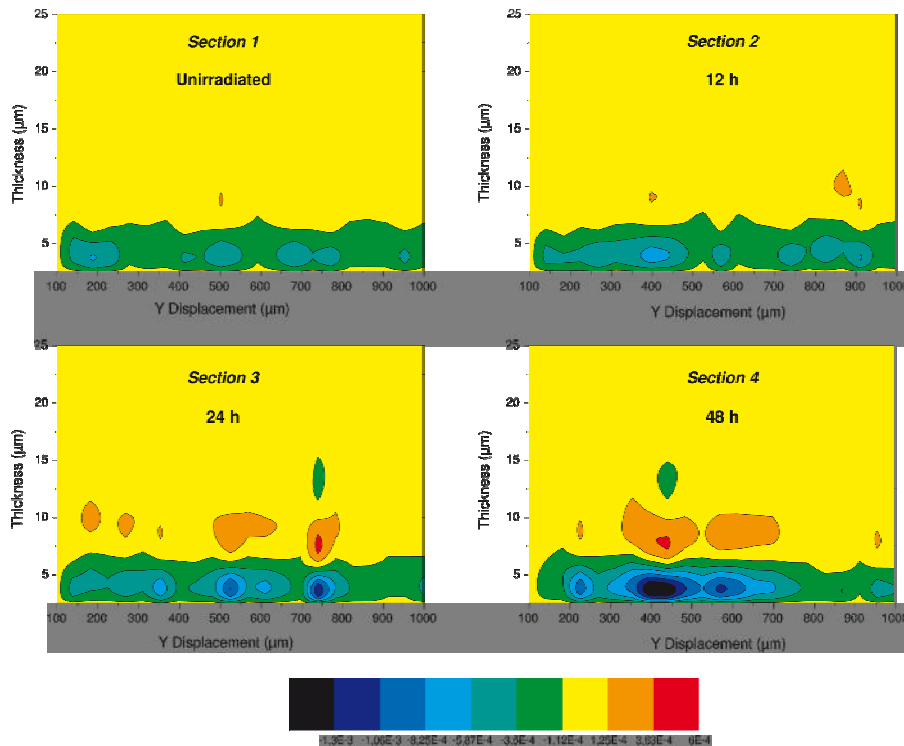 25
Section 1
Section 2
Unirradiated
12 h
20
15
10
5
Thickness (µm)
100 200 300 400 500 600 700 800 900 1000
Y Displacement (µm)
25
20
15
10
5
Thickness (µm)
100 200 300 400 500 600 700 800 900 1000
Y Displacement (µm)
25
Section 3
Section 4
24 h
48 h
20
15
10
5
Thickness (µm)
100 200 300 400 500 600 700 800 900 1000
Y Displacement (µm)
25
20
15
10
5
Thickness (µm)
100 200 300 400 500 600 700 800 900 1000
Y Displacement (µm)
-1.3E-3 -1.06E-3 -8.25E-4 -5.87E-4 -3.5E-4 -1.12E-4 1.25E-4 3.63E-4 6E-4